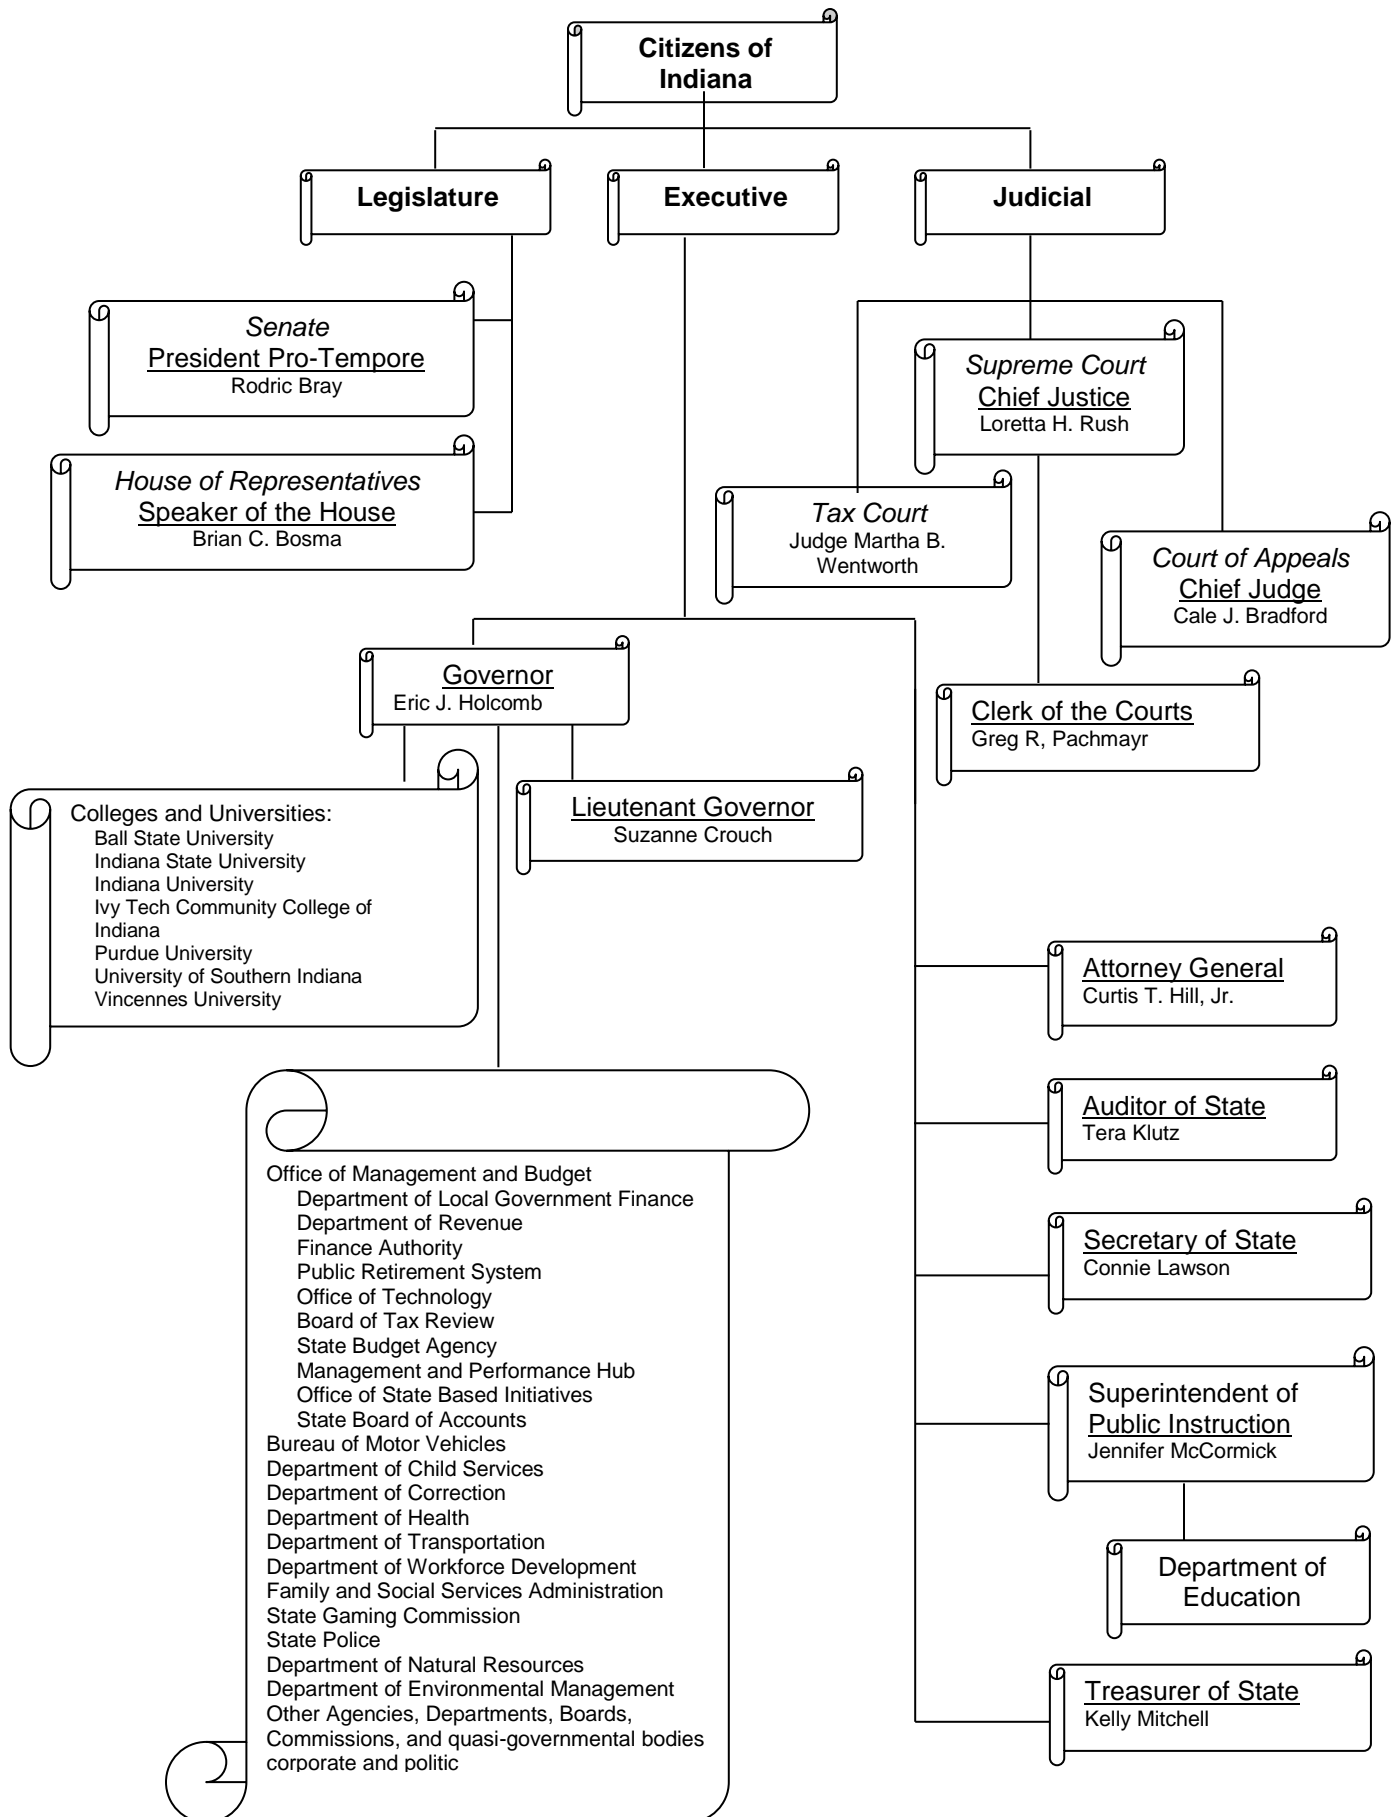 Citizens of
Indiana
Legislature
Executive
Judicial
Senate
President Pro-Tempore
Rodric Bray
House of Representatives
Speaker of the House
Brian C. Bosma
Supreme Court
Chief Justice
Loretta H. Rush
Tax Court
Judge Martha B.
Wentworth
Court of Appeals
Chief Judge
Cale J. Bradford
Clerk of the Courts
Greg R, Pachmayr
Governor
Eric J. Holcomb
Lieutenant Governor
Suzanne Crouch
Colleges and Universities:
Ball State University
Indiana State University
Indiana University
Ivy Tech Community College of
Indiana
Purdue University
University of Southern Indiana
Vincennes University
Office of Management and Budget
Department of Local Government Finance
Department of Revenue
Finance Authority
Public Retirement System
Office of Technology
Board of Tax Review
State Budget Agency
Management and Performance Hub
Office of State Based Initiatives
State Board of Accounts
Bureau of Motor Vehicles
Department of Child Services
Department of Correction
Department of Health
Department of Transportation
Department of Workforce Development
Family and Social Services Administration
State Gaming Commission
State Police
Department of Natural Resources
Department of Environmental Management
Other Agencies, Departments, Boards,
Commissions, and quasi-governmental bodies
corporate and politic
Attorney General
Curtis T. Hill, Jr.
Auditor of State
Tera Klutz
Secretary of State
Connie Lawson
Superintendent of
Public Instruction
Jennifer McCormick
Department of
Education
Treasurer of State
Kelly Mitchell